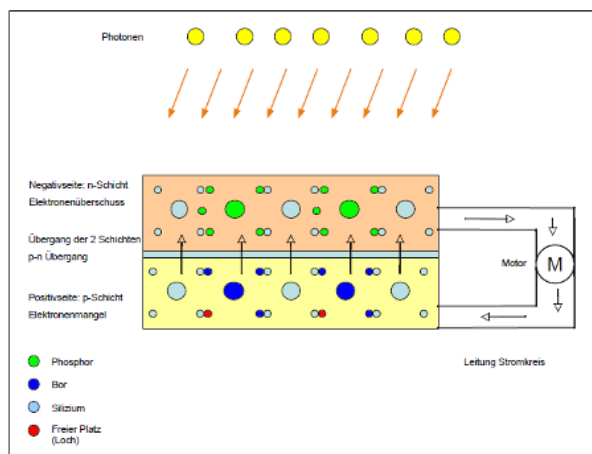 Photonen
Negativseite: n-Schicht
Elektronenüberschuss
Übergang der 2 Schichten
p-n Übergang
Motor
M
Positivseite: p-Schicht
Elektronenmangel
Leitung Stromkreis
Phosphor
Bor
Silizium
Freier Platz
(Loch)